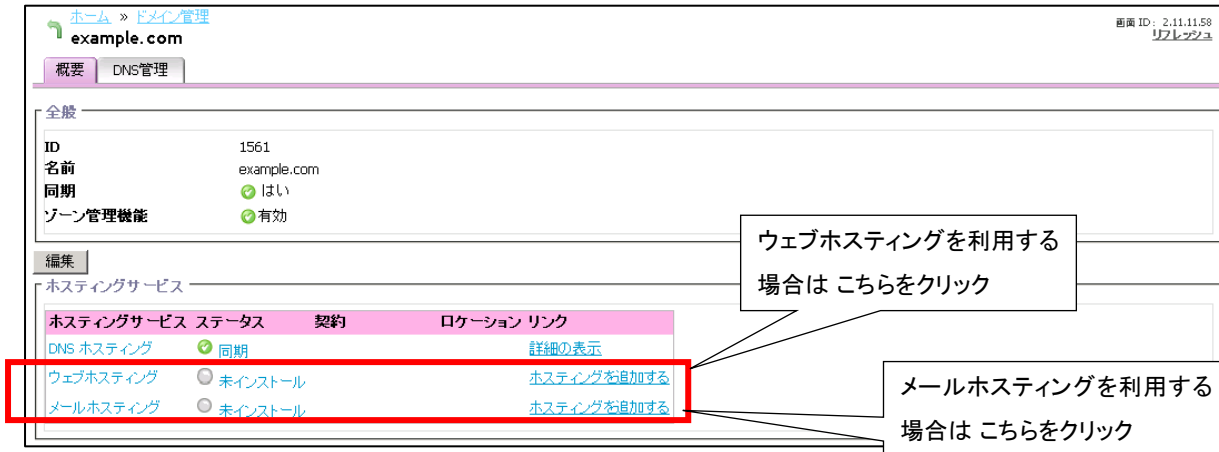 ホーム » ドメイン管理
example.com
画面 ID: 2.11.11.58
リフレッシュ
概要 DNS管理
全般
ID 1561
名前 example.com
同期 はい
ゾーン管理機能 有効
ウェブホスティングを利用する
場合は こちらをクリック
編集
ホスティングサービス
ホスティングサービス ステータス 契約 ロケーション リンク
DNS ホスティング 同期 詳細の表示
ウェブホスティング 未インストール ホスティングを追加する
メールホスティング 未インストール ホスティングを追加する
メールホスティングを利用する
場合は こちらをクリック